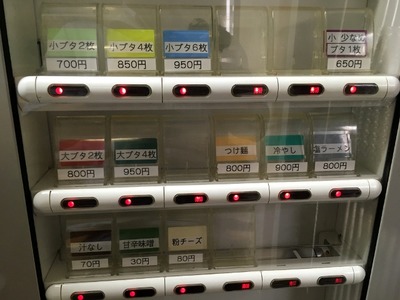 小ブタ2枚
700円
小ブタ4枚
850円
小ブタ6枚
950円
小 少なめ
ブタ1枚
650円
大ブタ2枚
800円
大ブタ4枚
950円
つけ麺
800円
冷やし
900円
塩ラーメン
800円
汁なし
70円
甘辛味噌
30円
粉チーズ
80円